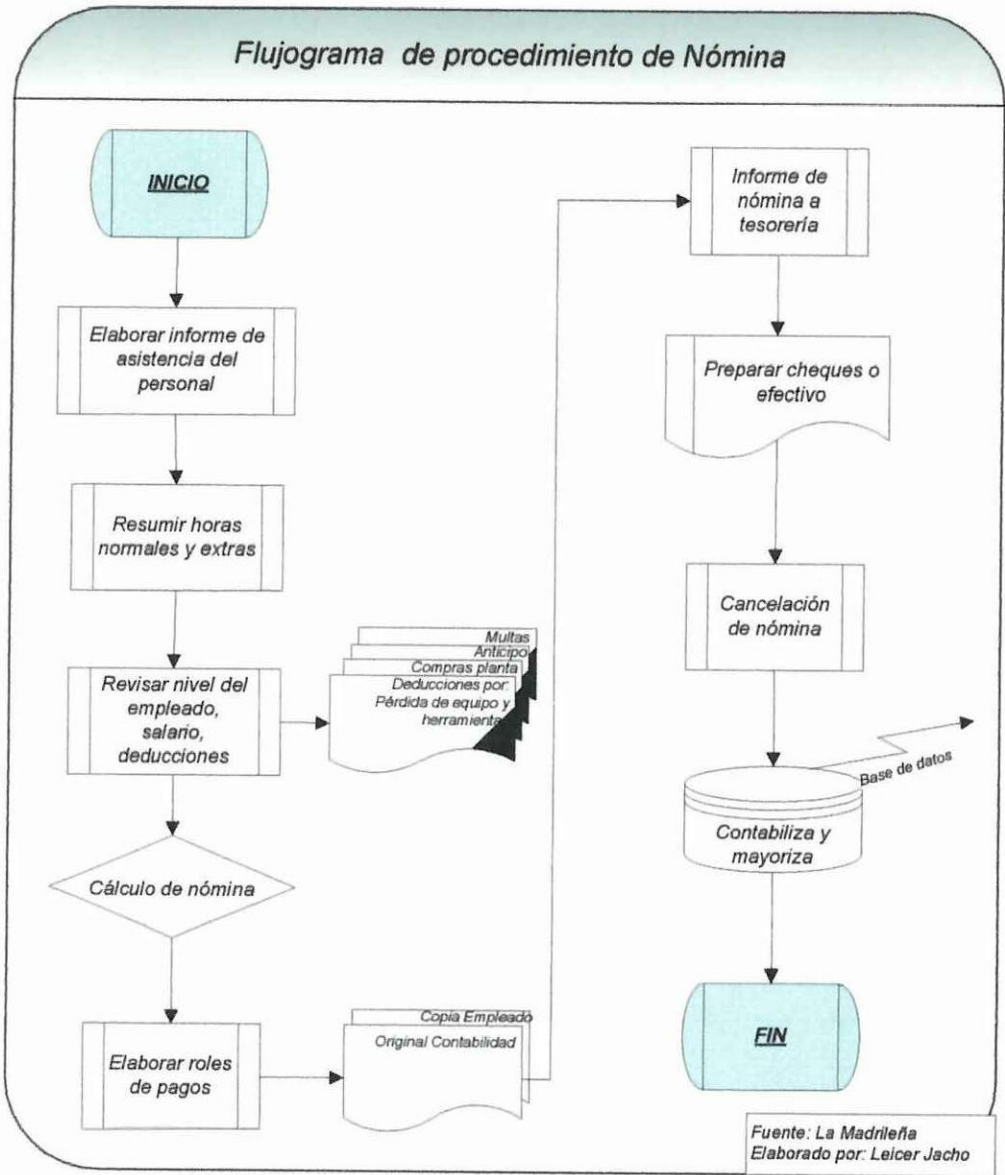 Flujograma de procedimiento de Nómina
INICIO
Elaborar informe de
asistencia del
personal
Resumir horas
normales y extras
Revisar nivel del
empleado,
salario,
deducciones
Multas
Anticipo
Compras planta
Deducciones por:
Pérdida de equipo y
herramienta
Cálculo de nómina
Elaborar roles
de pagos
Copia Empleado
Original Contabilidad
Informe de
nómina a
tesorería
Preparar cheques o
efectivo
Cancelación
de nómina
Base de datos
Contabiliza y
mayoriza
FIN
Fuente: La Madrileña
Elaborado por: Leicer Jacho